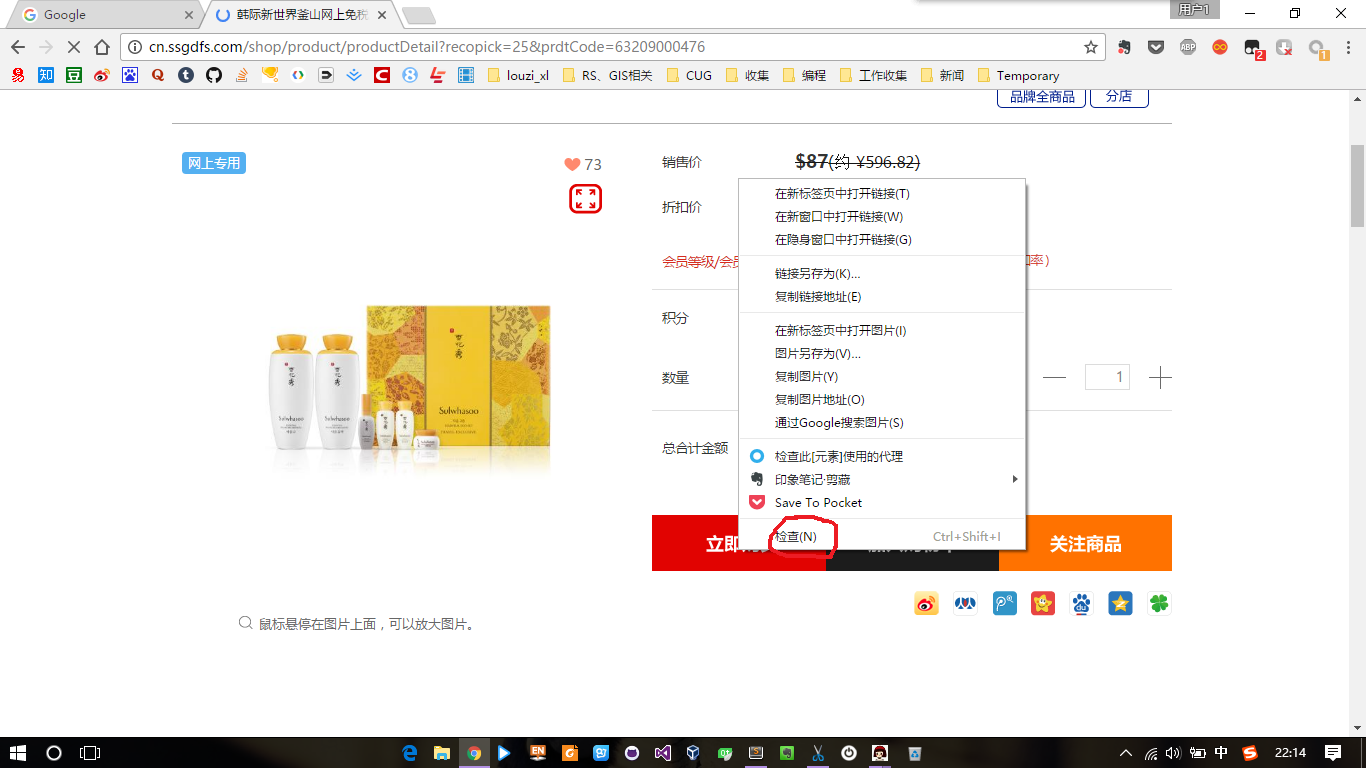 Google
韩际新世界釜山网上免税
用户1
cn.ssgdfs.com/shop/product/productDetail?recopick=25&prdtCode=63209000476
louzi_xl
RS、GIS相关
CUG
收集
编程
工作收集
新闻
Temporary
品牌全商品
分店
网上专用
73
销售价
$87(约 ¥596.82)
折扣价
会员等级/会
率)
积分
数量
1
总合计金额
在新标签页中打开链接(T)
在新窗口中打开链接(W)
在隐身窗口中打开链接(G)
链接另存为(K)...
复制链接地址(E)
在新标签页中打开图片(I)
图片另存为(V)...
复制图片(Y)
复制图片地址(O)
通过Google搜索图片(S)
检查此[元素]使用的代理
印象笔记·剪藏
Save To Pocket
检查(N)
Ctrl+Shift+I
立即
关注商品
Sulwhasoo
鼠标悬停在图片上面，可以放大图片。
中
22:14